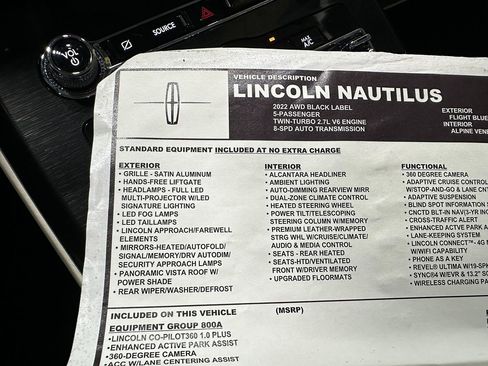 VOL
SOURCE
MAX
A/C
VEHICLE DESCRIPTION
LINCOLN NAUTILUS
2022 AWD BLACK LABEL
5-PASSENGER
TWIN-TURBO 2.7L V6 ENGINE
8-SPD AUTO TRANSMISSION
EXTERIOR
FLIGHT BLUE
INTERIOR
ALPINE VENE
STANDARD EQUIPMENT INCLUDED AT NO EXTRA CHARGE
EXTERIOR
• GRILLE - SATIN ALUMINUM
• HANDS-FREE LIFTGATE
• HEADLAMPS - FULL LED
MULTI-PROJECTOR W/LED
SIGNATURE LIGHTING
• LED FOG LAMPS
• LED TAILLAMPS
• LINCOLN APPROACH/FAREWELL
ELEMENTS
• MIRRORS-HEATED/AUTOFOLD/
SIGNAL/MEMORY/DRV AUTODIM/
SECURITY APPROACH LAMPS
• PANORAMIC VISTA ROOF W/
POWER SHADE
• REAR WIPER/WASHER/DEFROST
INTERIOR
• ALCANTARA HEADLINER
• AMBIENT LIGHTING
• AUTO-DIMMING REARVIEW MIRR
• DUAL-ZONE CLIMATE CONTROL
• HEATED STEERING WHEEL
• POWER TILT/TELESCOPING
STEERING COLUMN W/MEMORY
• PREMIUM LEATHER-WRAPPED
STRG WHL W/CRUISE/CLIMATE/
AUDIO & MEDIA CONTROL
• SEATS - REAR HEATED
• SEATS-HTD/VENTILATED
FRONT W/DRIVER MEMORY
• UPGRADED FLOORMATS
FUNCTIONAL
• 360 DEGREE CAMERA
• ADAPTIVE CRUISE CONTROL
W/STOP-AND-GO & LANE CNT
• ADAPTIVE SUSPENSION
• BLIND SPOT INFORMATION S
• CNCTD BLT-IN NAV(3-YR INC
• CROSS-TRAFFIC ALERT
• ENHANCED ACTIVE PARK A
• LANE-KEEPING SYSTEM
• LINCOLN CONNECT™- 4G M
W/WIFI CAPABILITY
• PHONE AS A KEY
• REVEL® ULTIMA W/19-SPK
• SYNC®4 W/EVR & 13.2" SC
• WIRELESS CHARGING PA
INCLUDED ON THIS VEHICLE (MSRP)
EQUIPMENT GROUP 800A
•LINCOLN CO-PILOT360 1.0 PLUS
•ENHANCED ACTIVE PARK ASSIST
•360-DEGREE CAMERA
•ACC W/LANE CENTERING ASSIST